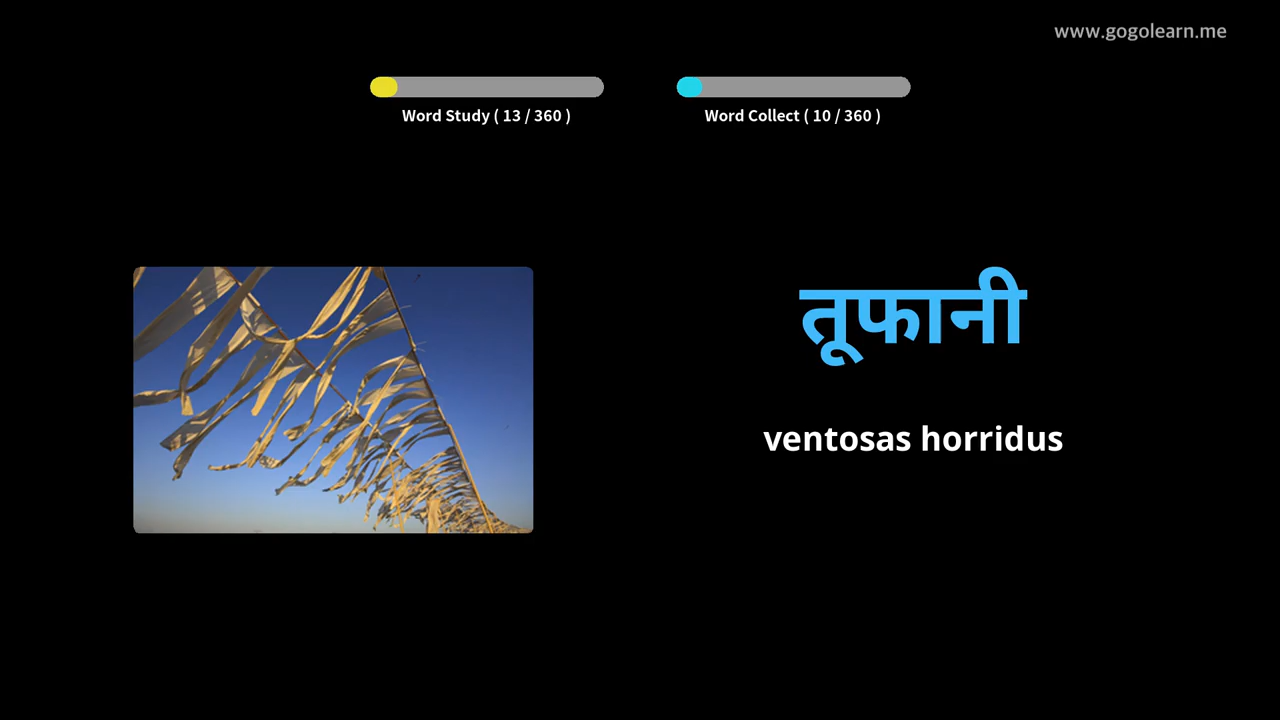 www.gogolearn.me
Word Study ( 13 / 360 )
Word Collect ( 10 / 360 )
तूफानी
ventosas horridus